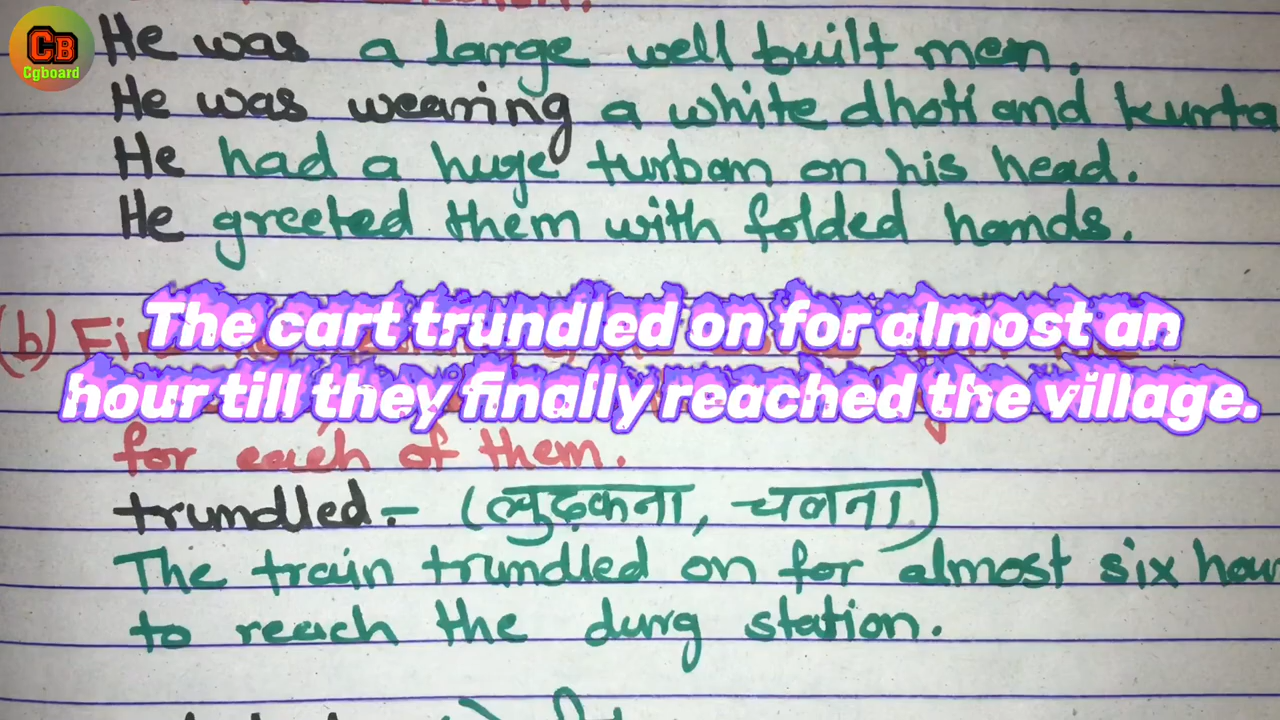 CB
Cgboard
He was a large well built men.
He was wearing a white dhoti and kurta
He had a huge turban on his head.
He greeted them with folded hands.
The cart trundled on for almost an
hour till they finally reached the village.
(b)
for each of them.
trundled - (लुढ़कना, चलना)
The train trundled on for almost six hou
to reach the durg station.